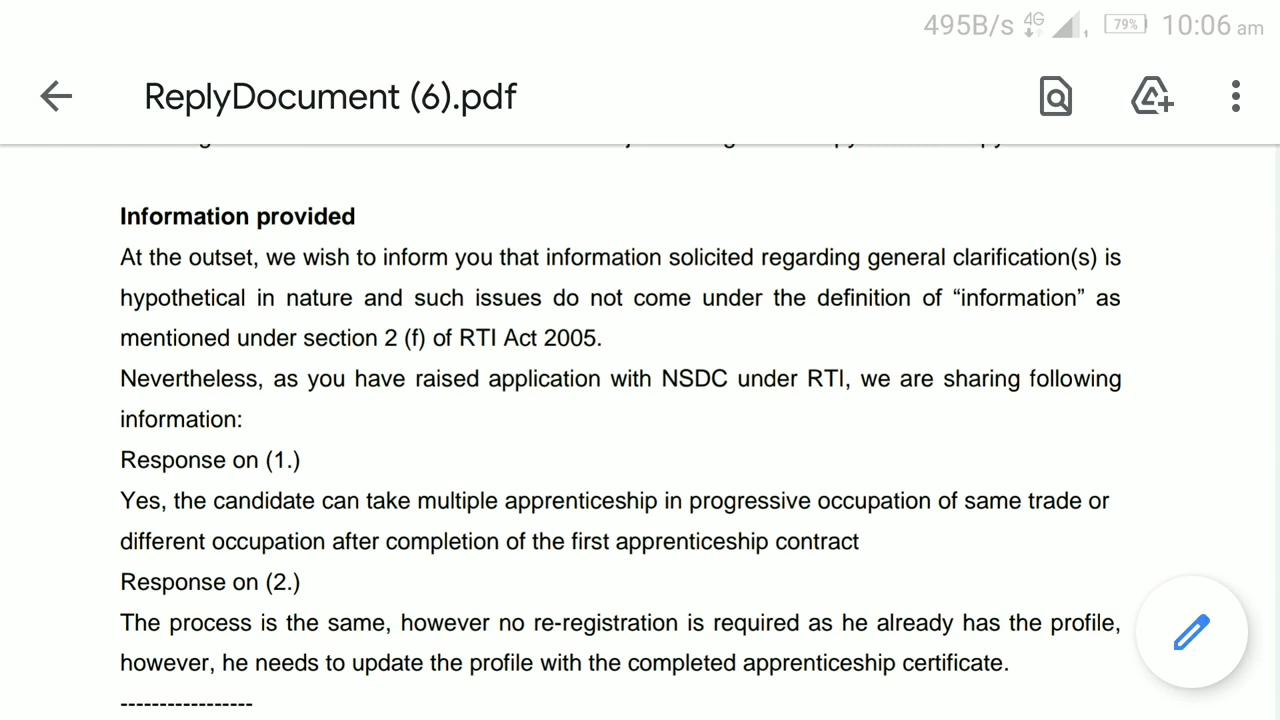 495B/s 4G 79% 10:06 am
ReplyDocument (6).pdf
Information provided
At the outset, we wish to inform you that information solicited regarding general clarification(s) is
hypothetical in nature and such issues do not come under the definition of “information” as
mentioned under section 2 (f) of RTI Act 2005.
Nevertheless, as you have raised application with NSDC under RTI, we are sharing following
information:
Response on (1.)
Yes, the candidate can take multiple apprenticeship in progressive occupation of same trade or
different occupation after completion of the first apprenticeship contract
Response on (2.)
The process is the same, however no re-registration is required as he already has the profile,
however, he needs to update the profile with the completed apprenticeship certificate.
-----------------